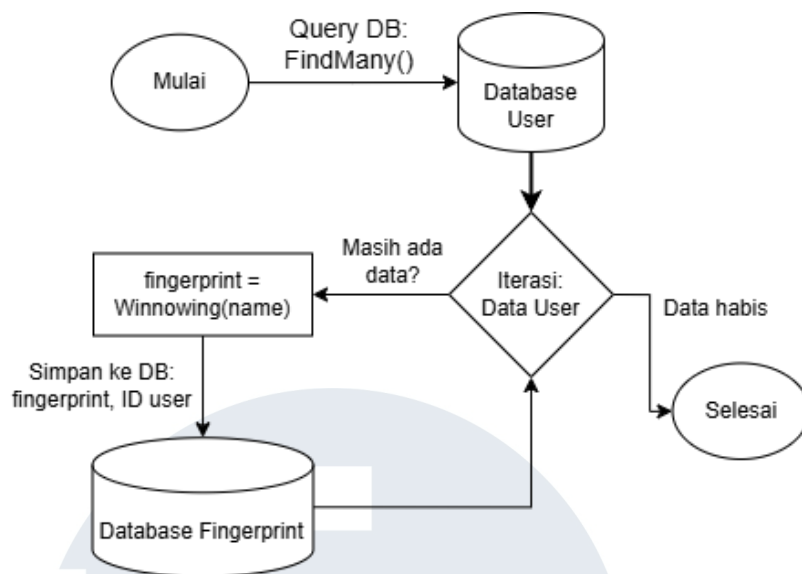 Mulai
Query DB:
FindMany()
Database
User
Iterasi:
Data User
Masih ada
data?
fingerprint =
Winnowing(name)
Simpan ke DB:
fingerprint, ID user
Database Fingerprint
Data habis
Selesai